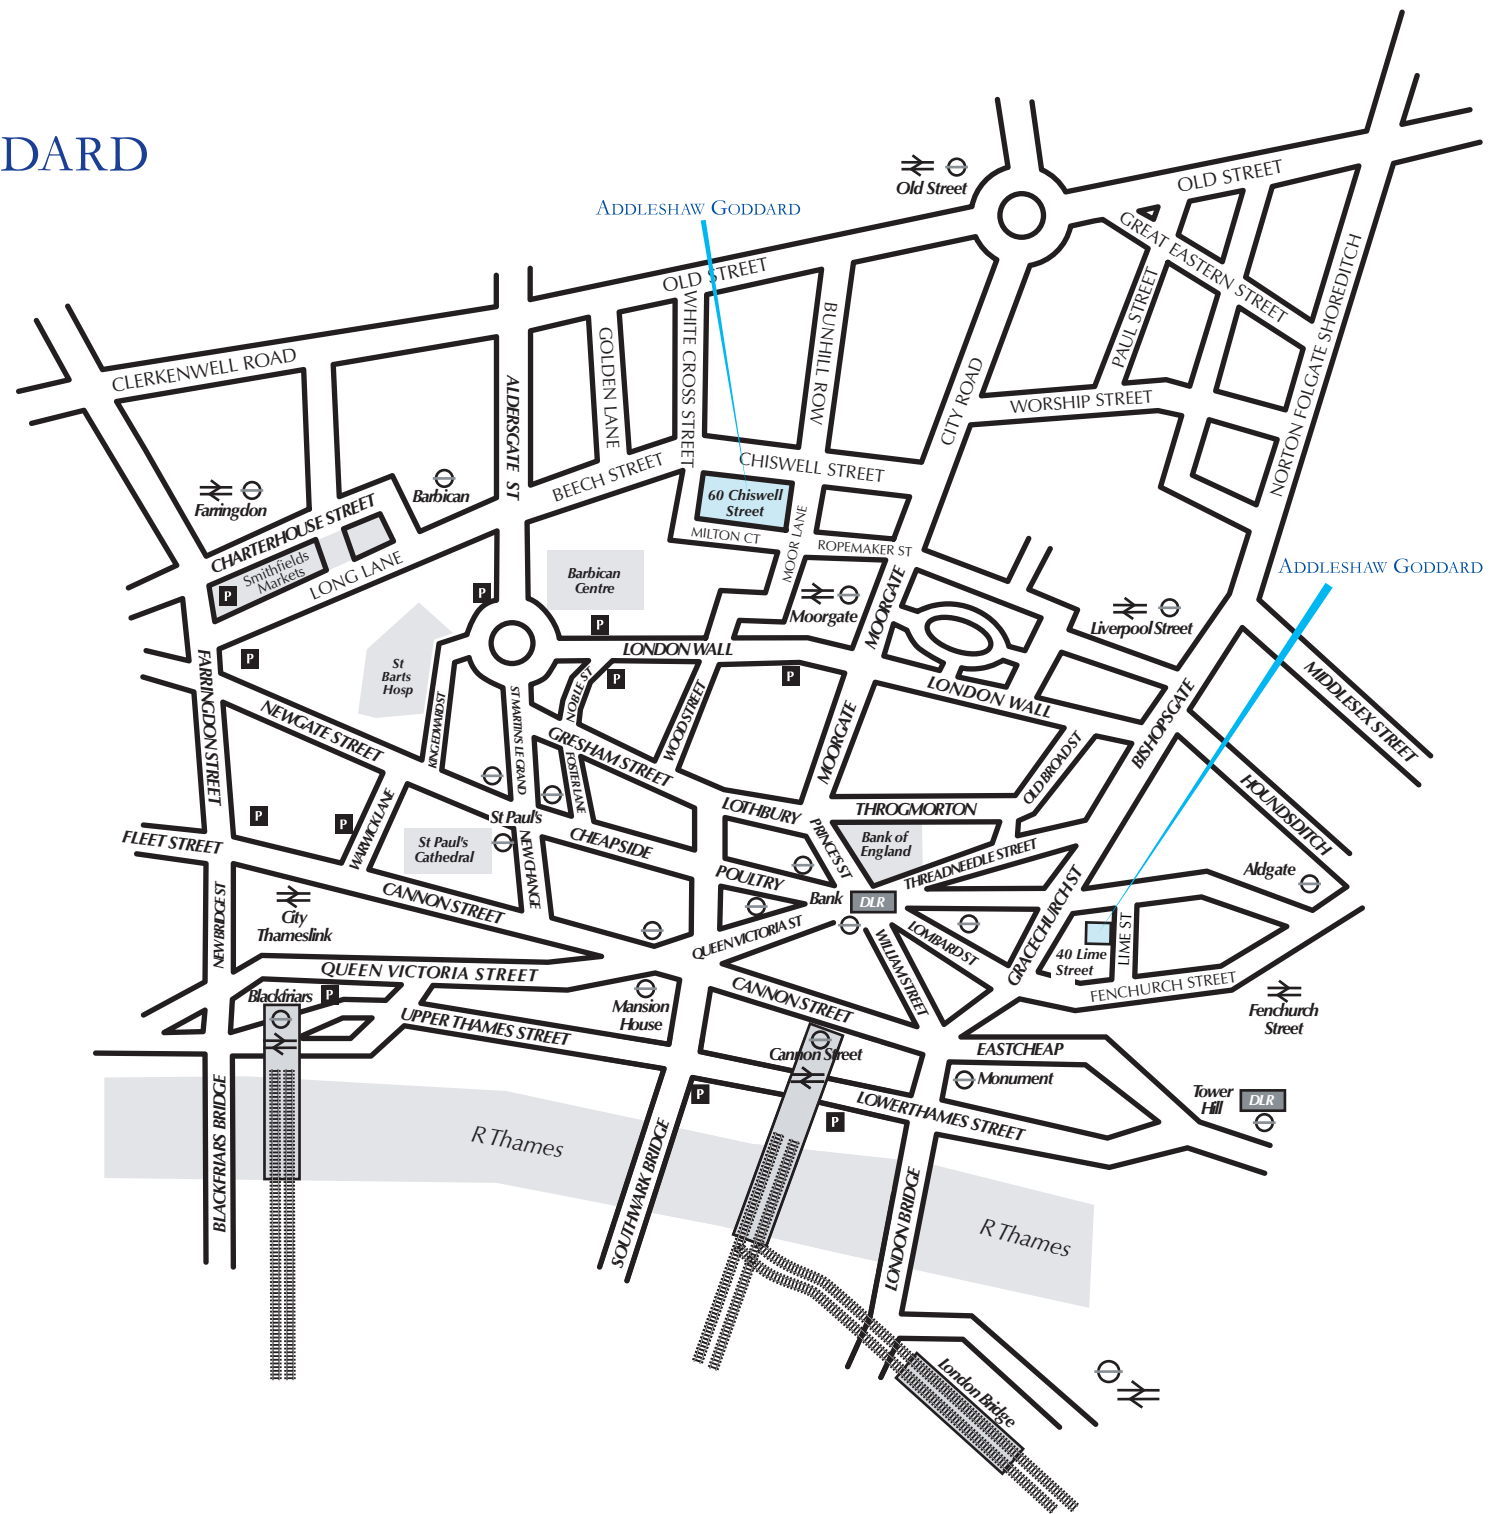 DARD
ADDLESHAW GODDARD
Old Street
OLD STREET
OLD STREET
GREAT EASTERN STREET
PAUL STREET
NORTON FOLGATE SHOREDITCH
CLERKENWELL ROAD
ALDERSGATE ST
GOLDEN LANE
WHITE CROSS STREET
BUNHILL ROW
CITY ROAD
WORSHIP STREET
BEECH STREET
CHISWELL STREET
60 Chiswell
Street
MILTON CT
MOOR LANE
ROPEMAKER ST
Farringdon
Barbican
CHARTERHOUSE STREET
Smithfields
Markets
LONG LANE
P
P
P
P
P
P
Barbican
Centre
Moorgate
MOORGATE
Liverpool Street
ADDLESHAW GODDARD
St
Barts
Hosp
LONDON WALL
LONDON WALL
FARRINGDON STREET
NEWGATE STREET
KING EDWARD ST
ST MARTINS LE GRAND
NOBLE ST
WOOD STREET
GRESHAM STREET
FOSTER LANE
MOORGATE
OLD BROAD ST
BISHOPSGATE
MIDDLESEX STREET
HOUNDSDITCH
P
P
WARWICK LANE
St Paul's
St Paul's
Cathedral
NEW CHANGE
CHEAPSIDE
LOTHBURY
THROGMORTON
PRINCE'S ST
Bank of
England
THREADNEEDLE STREET
FLEET STREET
NEW BRIDGE ST
CANNON STREET
City
Thameslink
POULTRY
Bank
DLR
QUEEN VICTORIA ST
WILLIAM STREET
LOMBARD ST
GRACECHURCH ST
40 Lime
Street
LIME ST
FENCHURCH STREET
Aldgate
Fenchurch
Street
QUEEN VICTORIA STREET
Blackfriars
P
UPPER THAMES STREET
Mansion
House
CANNON STREET
Cannon Street
EASTCHEAP
Monument
LOWER THAMES STREET
Tower
Hill
DLR
P
P
BLACKFRIARS BRIDGE
R Thames
SOUTHWARK BRIDGE
LONDON BRIDGE
R Thames
London Bridge